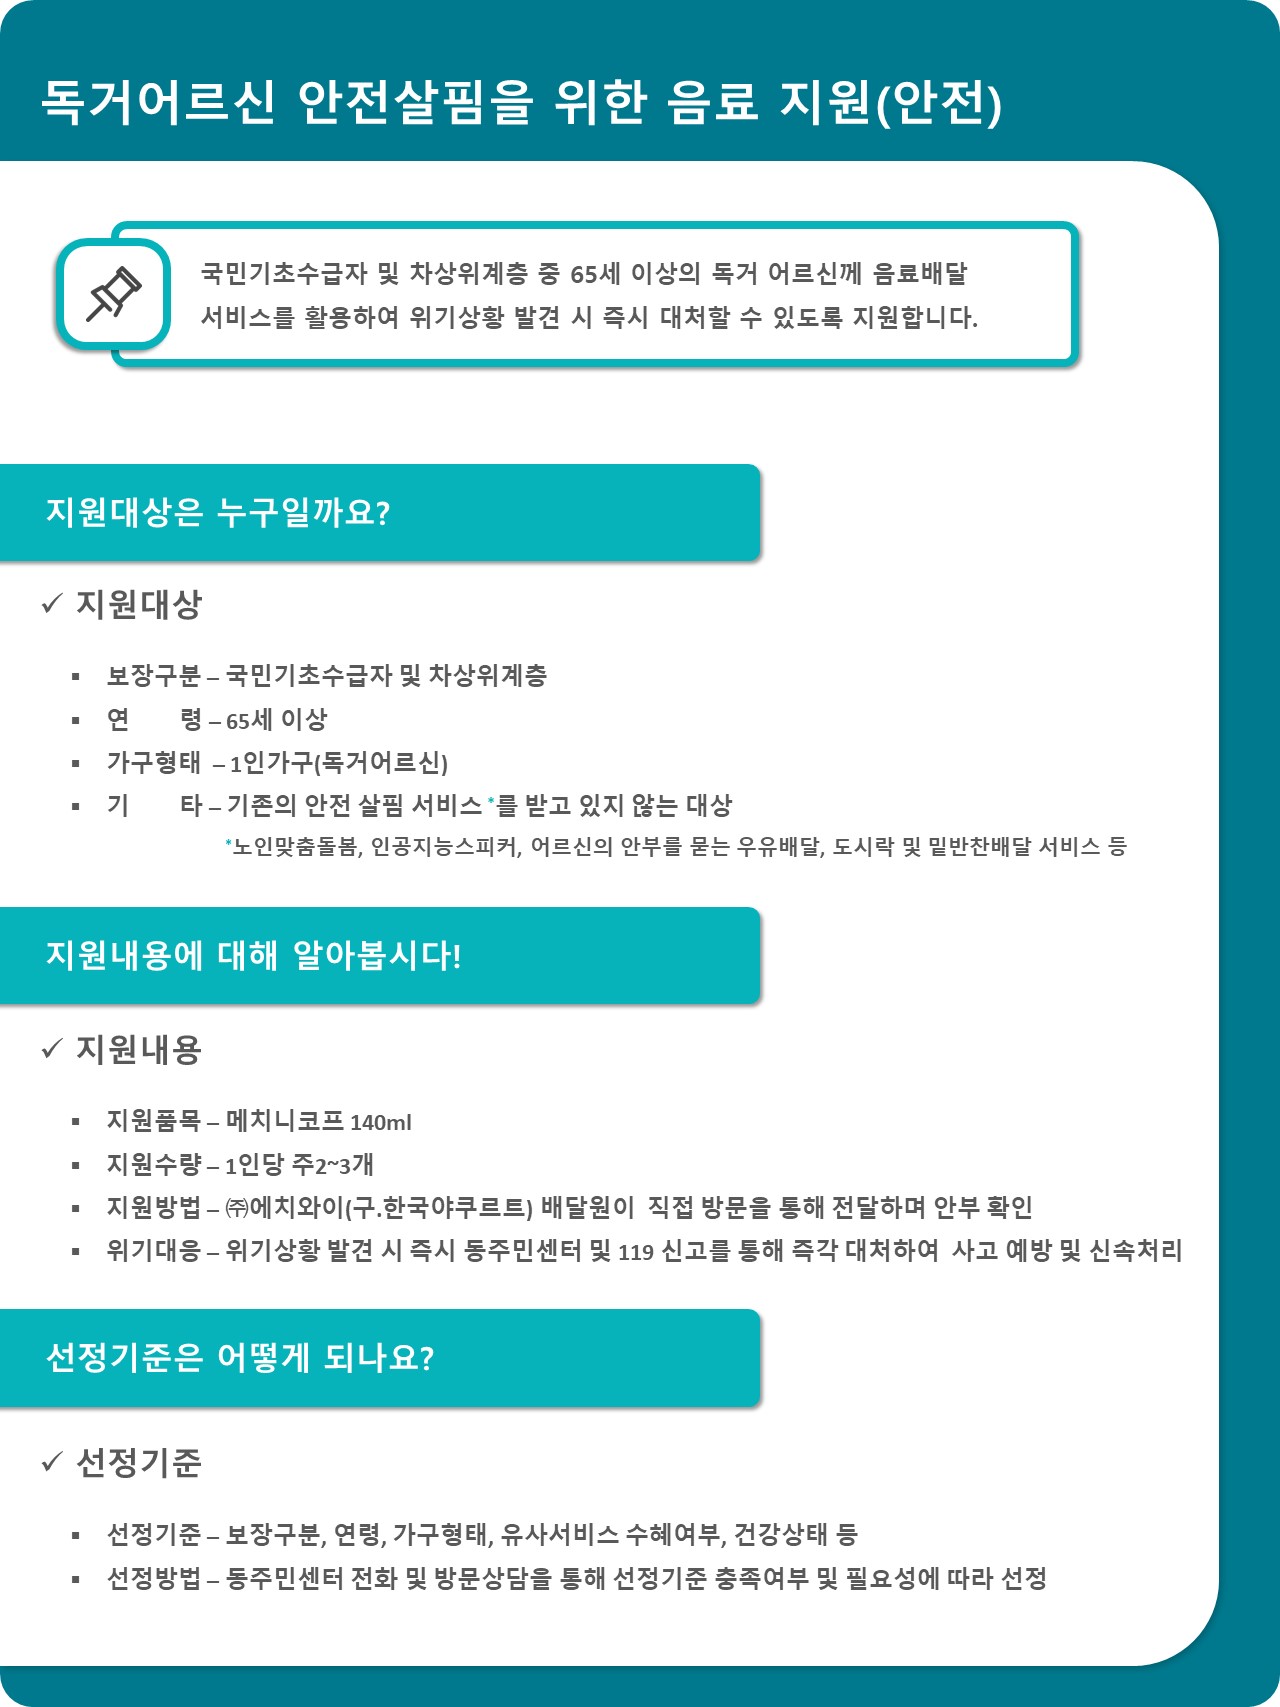 독거어르신 안전살핌을 위한 음료 지원(안전)
국민기초수급자 및 차상위계층 중 65세 이상의 독거 어르신께 음료배달
서비스를 활용하여 위기상황 발견 시 즉시 대처할 수 있도록 지원합니다.
지원대상은 누구일까요?
✓ 지원대상
▪ 보장구분 – 국민기초수급자 및 차상위계층
▪ 연 령 – 65세 이상
▪ 가구형태 – 1인가구(독거어르신)
▪ 기 타 – 기존의 안전 살핌 서비스 *를 받고 있지 않는 대상
*노인맞춤돌봄, 인공지능스피커, 어르신의 안부를 묻는 우유배달, 도시락 및 밑반찬배달 서비스 등
지원내용에 대해 알아봅시다!
✓ 지원내용
▪ 지원품목 – 메치니코프 140ml
▪ 지원수량 – 1인당 주2~3개
▪ 지원방법 – ㈜에치와이(구.한국야쿠르트) 배달원이 직접 방문을 통해 전달하며 안부 확인
▪ 위기대응 – 위기상황 발견 시 즉시 동주민센터 및 119 신고를 통해 즉각 대처하여 사고 예방 및 신속처리
선정기준은 어떻게 되나요?
✓ 선정기준
▪ 선정기준 – 보장구분, 연령, 가구형태, 유사서비스 수혜여부, 건강상태 등
▪ 선정방법 – 동주민센터 전화 및 방문상담을 통해 선정기준 충족여부 및 필요성에 따라 선정